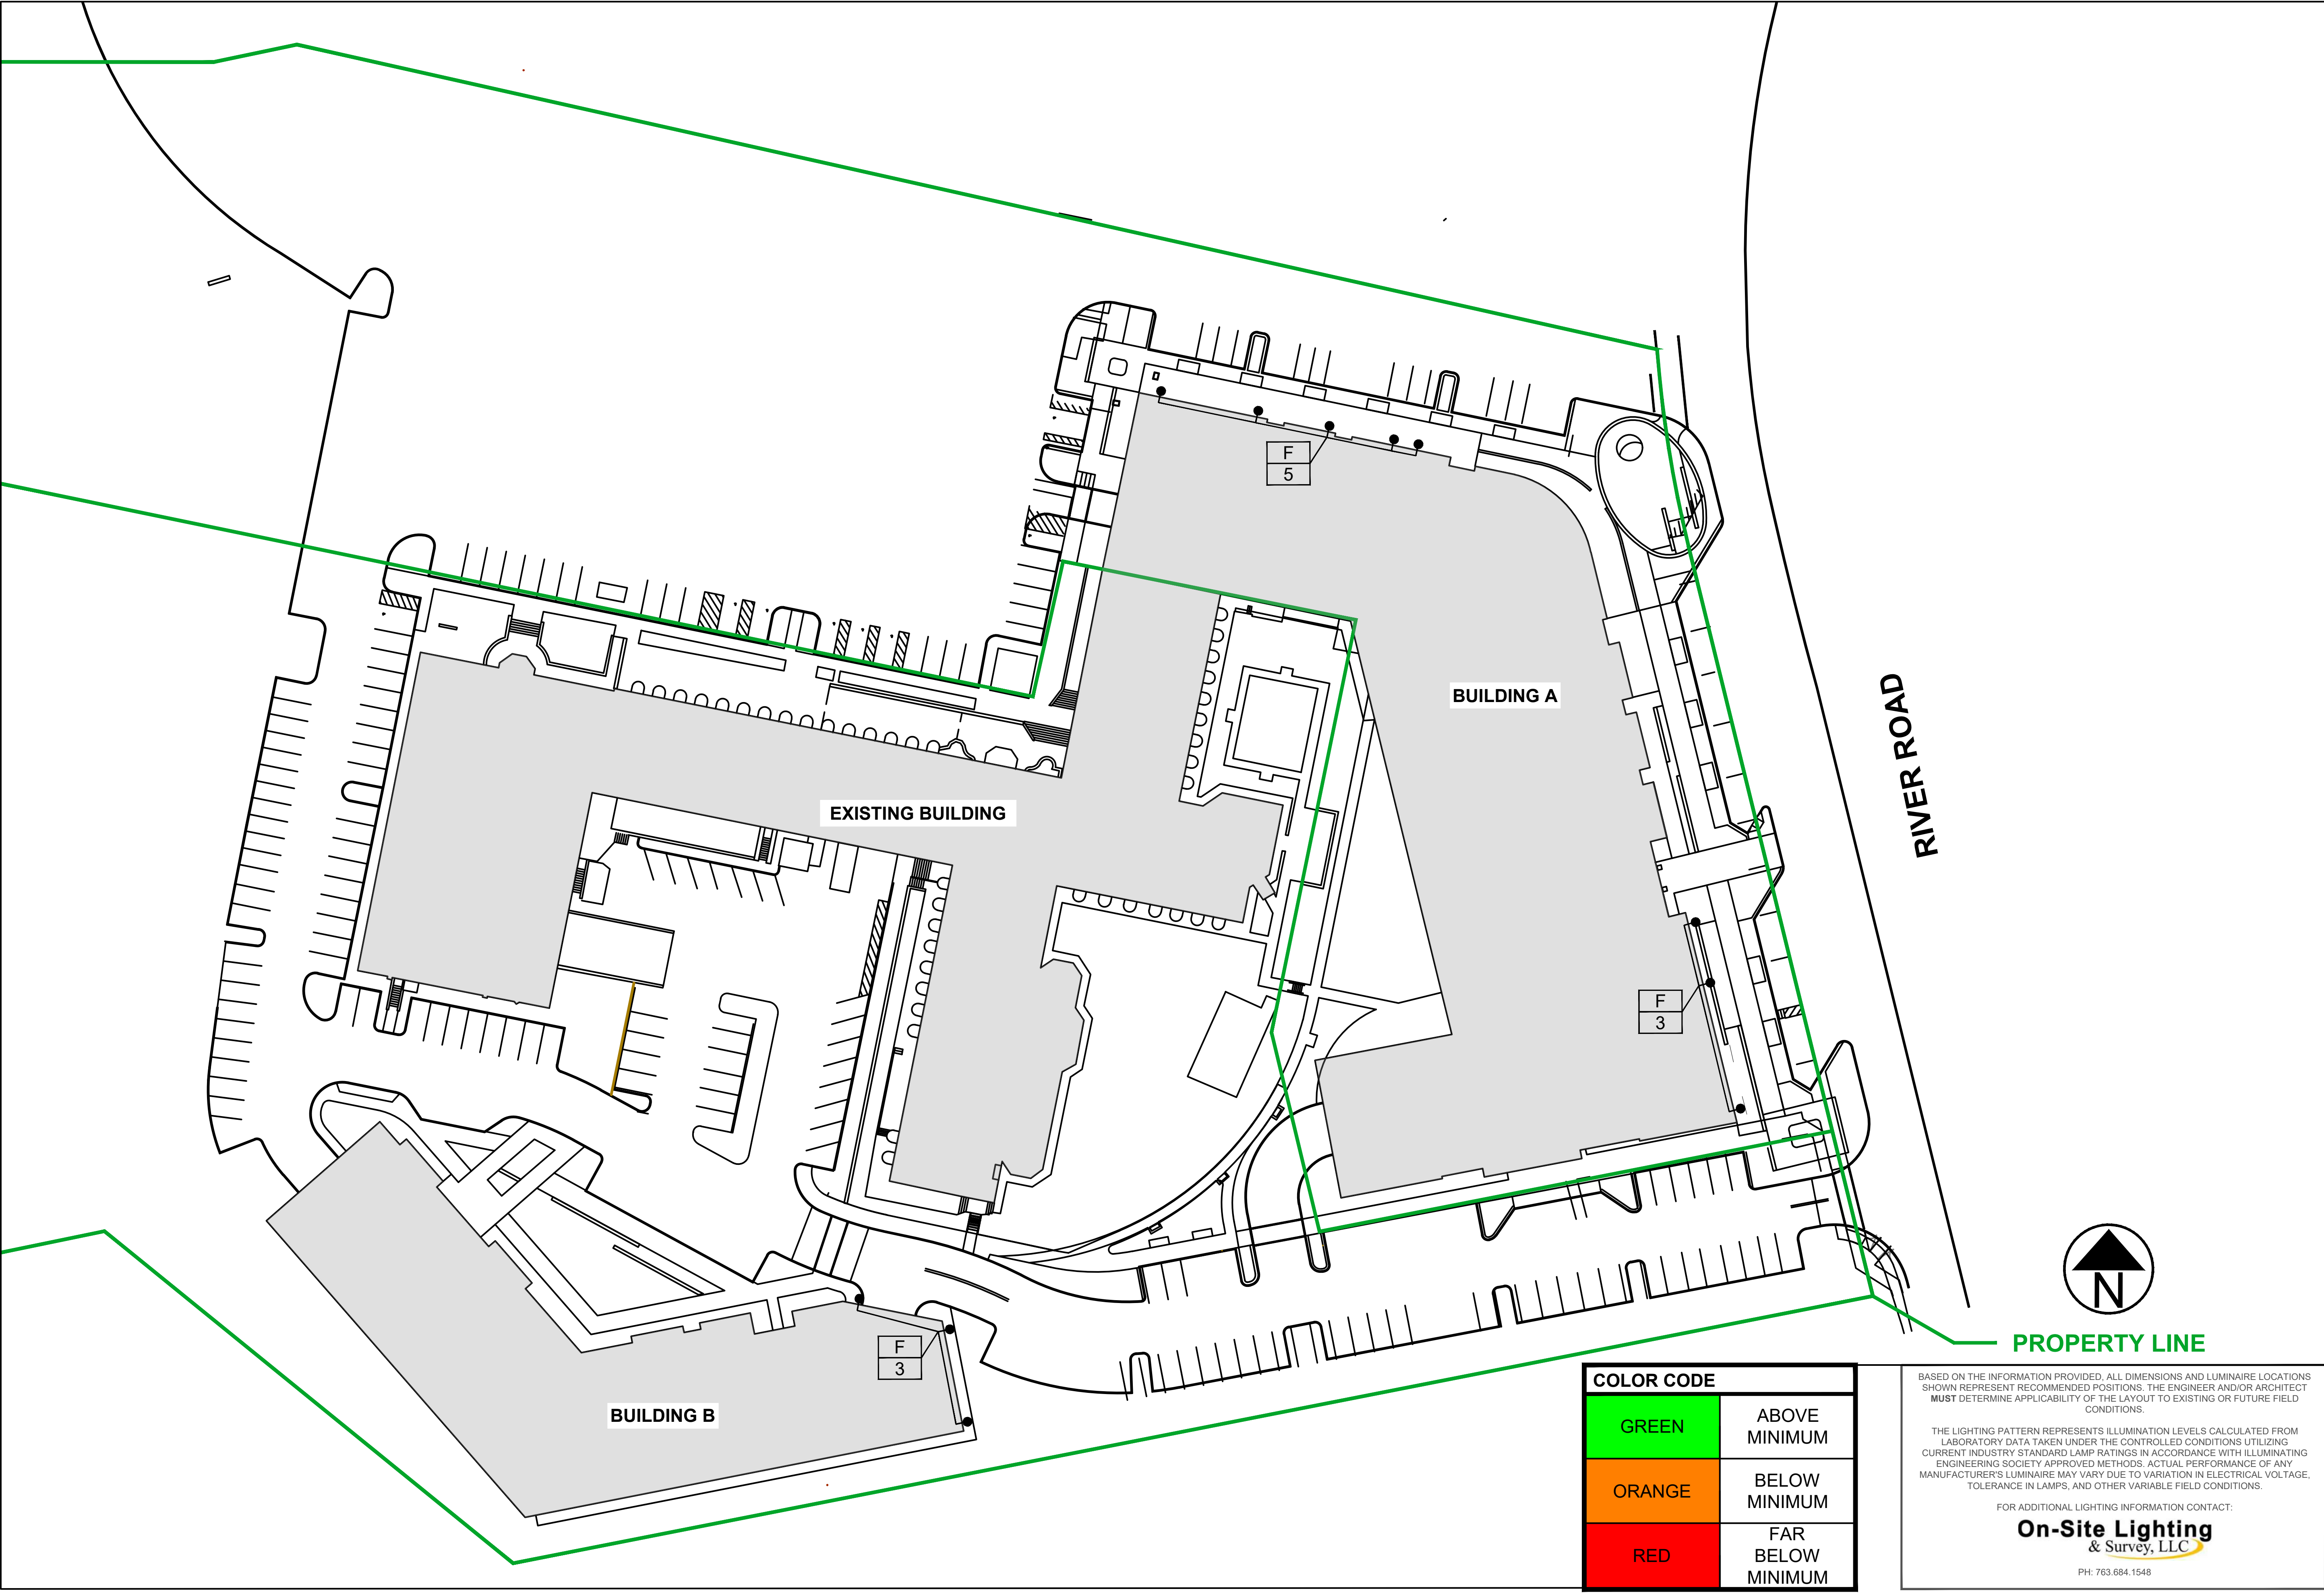 F
5
BUILDING A
RIVER ROAD
EXISTING BUILDING
F
3
F
3
BUILDING B
N
PROPERTY LINE
COLOR CODE
GREEN
ABOVE
MINIMUM
ORANGE
BELOW
MINIMUM
RED
FAR
BELOW
MINIMUM
BASED ON THE INFORMATION PROVIDED, ALL DIMENSIONS AND LUMINAIRE LOCATIONS
SHOWN REPRESENT RECOMMENDED POSITIONS. THE ENGINEER AND/OR ARCHITECT
MUST DETERMINE APPLICABILITY OF THE LAYOUT TO EXISTING OR FUTURE FIELD
CONDITIONS.
THE LIGHTING PATTERN REPRESENTS ILLUMINATION LEVELS CALCULATED FROM
LABORATORY DATA TAKEN UNDER THE CONTROLLED CONDITIONS UTILIZING
CURRENT INDUSTRY STANDARD LAMP RATINGS IN ACCORDANCE WITH ILLUMINATING
ENGINEERING SOCIETY APPROVED METHODS. ACTUAL PERFORMANCE OF ANY
MANUFACTURER'S LUMINAIRE MAY VARY DUE TO VARIATION IN ELECTRICAL VOLTAGE,
TOLERANCE IN LAMPS, AND OTHER VARIABLE FIELD CONDITIONS.
FOR ADDITIONAL LIGHTING INFORMATION CONTACT:
On-Site Lighting
& Survey, LLC
PH: 763.684.1548